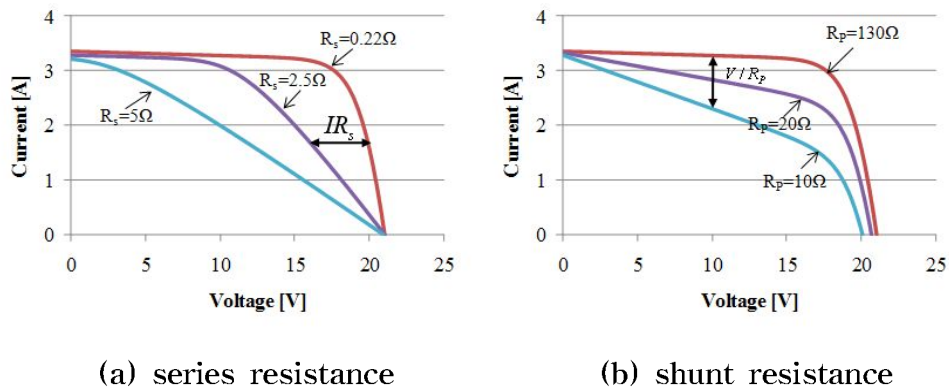 4
3
2
1
0
Current [A]
0
5
10
15
20
25
Voltage [V]
Rs=0.22Ω
Rs=2.5Ω
Rs=5Ω
IRs
(a) series resistance
4
3
2
1
0
Current [A]
0
5
10
15
20
25
Voltage [V]
RP=130Ω
V / RP
RP=20Ω
RP=10Ω
(b) shunt resistance